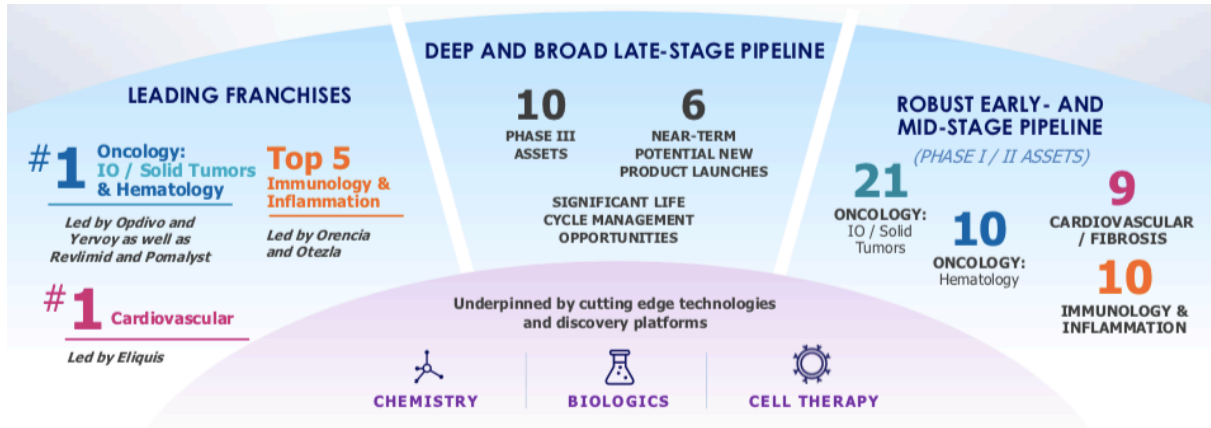 LEADING FRANCHISES
#1
Oncology:
IO / Solid Tumors
& Hematology
Led by Opdivo and
Yervoy as well as
Revlimid and Pomalyst
Top 5
Immunology &
Inflammation
Led by Orencia
and Otezla
#1 Cardiovascular
Led by Eliquis
DEEP AND BROAD LATE-STAGE PIPELINE
10
PHASE III
ASSETS
6
NEAR-TERM
POTENTIAL NEW
PRODUCT LAUNCHES
SIGNIFICANT LIFE
CYCLE MANAGEMENT
OPPORTUNITIES
ROBUST EARLY- AND
MID-STAGE PIPELINE
(PHASE I / II ASSETS)
21
ONCOLOGY:
IO / Solid
Tumors
10
ONCOLOGY:
Hematology
9
CARDIOVASCULAR
/ FIBROSIS
10
IMMUNOLOGY &
INFLAMMATION
Underpinned by cutting edge technologies
and discovery platforms
CHEMISTRY
BIOLOGICS
CELL THERAPY